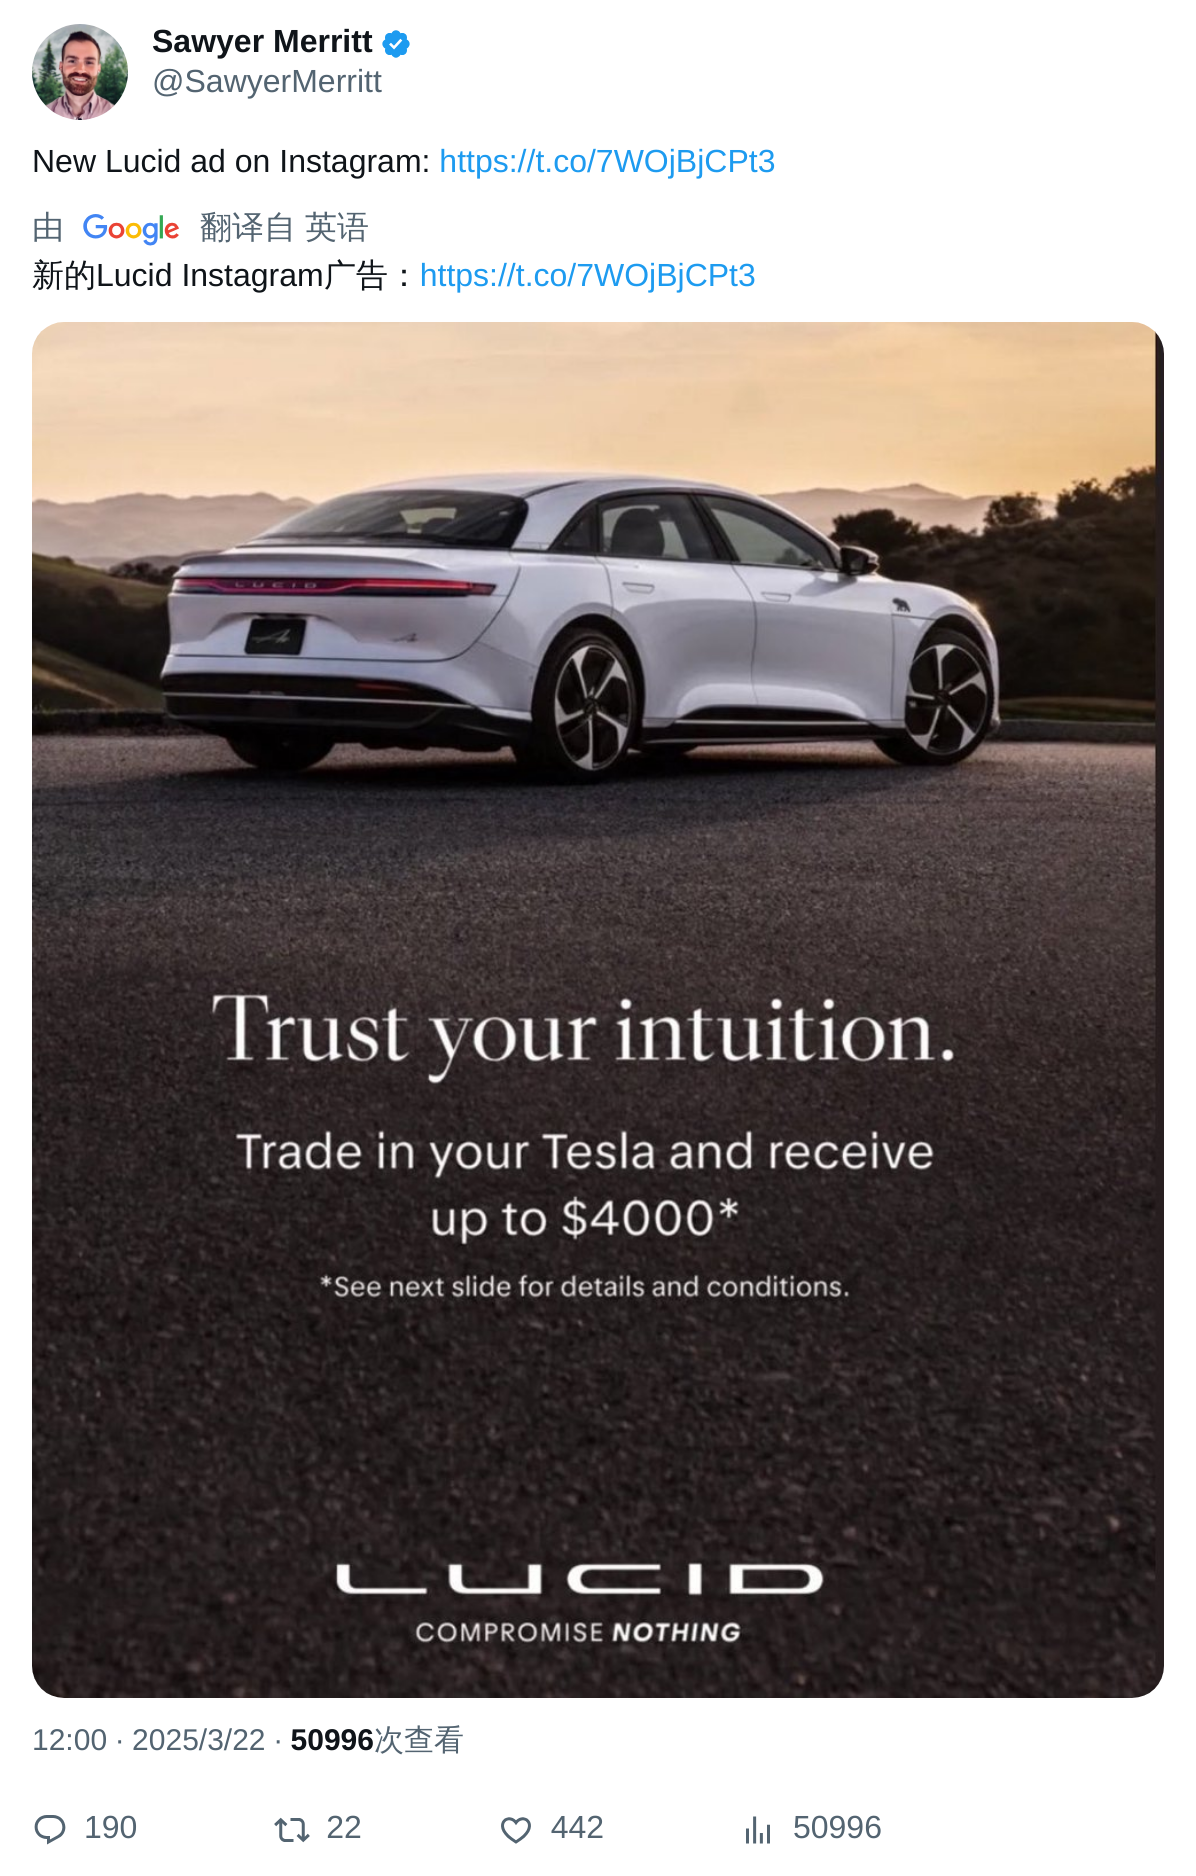 Sawyer Merritt
@SawyerMerritt
New Lucid ad on Instagram: https://t.co/7WOjBjCPt3
由 Google 翻译自 英语
新的Lucid Instagram广告：https://t.co/7WOjBjCPt3
LUCID
Trust your intuition.
Trade in your Tesla and receive
up to $4000*
*See next slide for details and conditions.
LUCID
COMPROMISE NOTHING
12:00 · 2025/3/22 · 50996次查看
190 22 442 50996